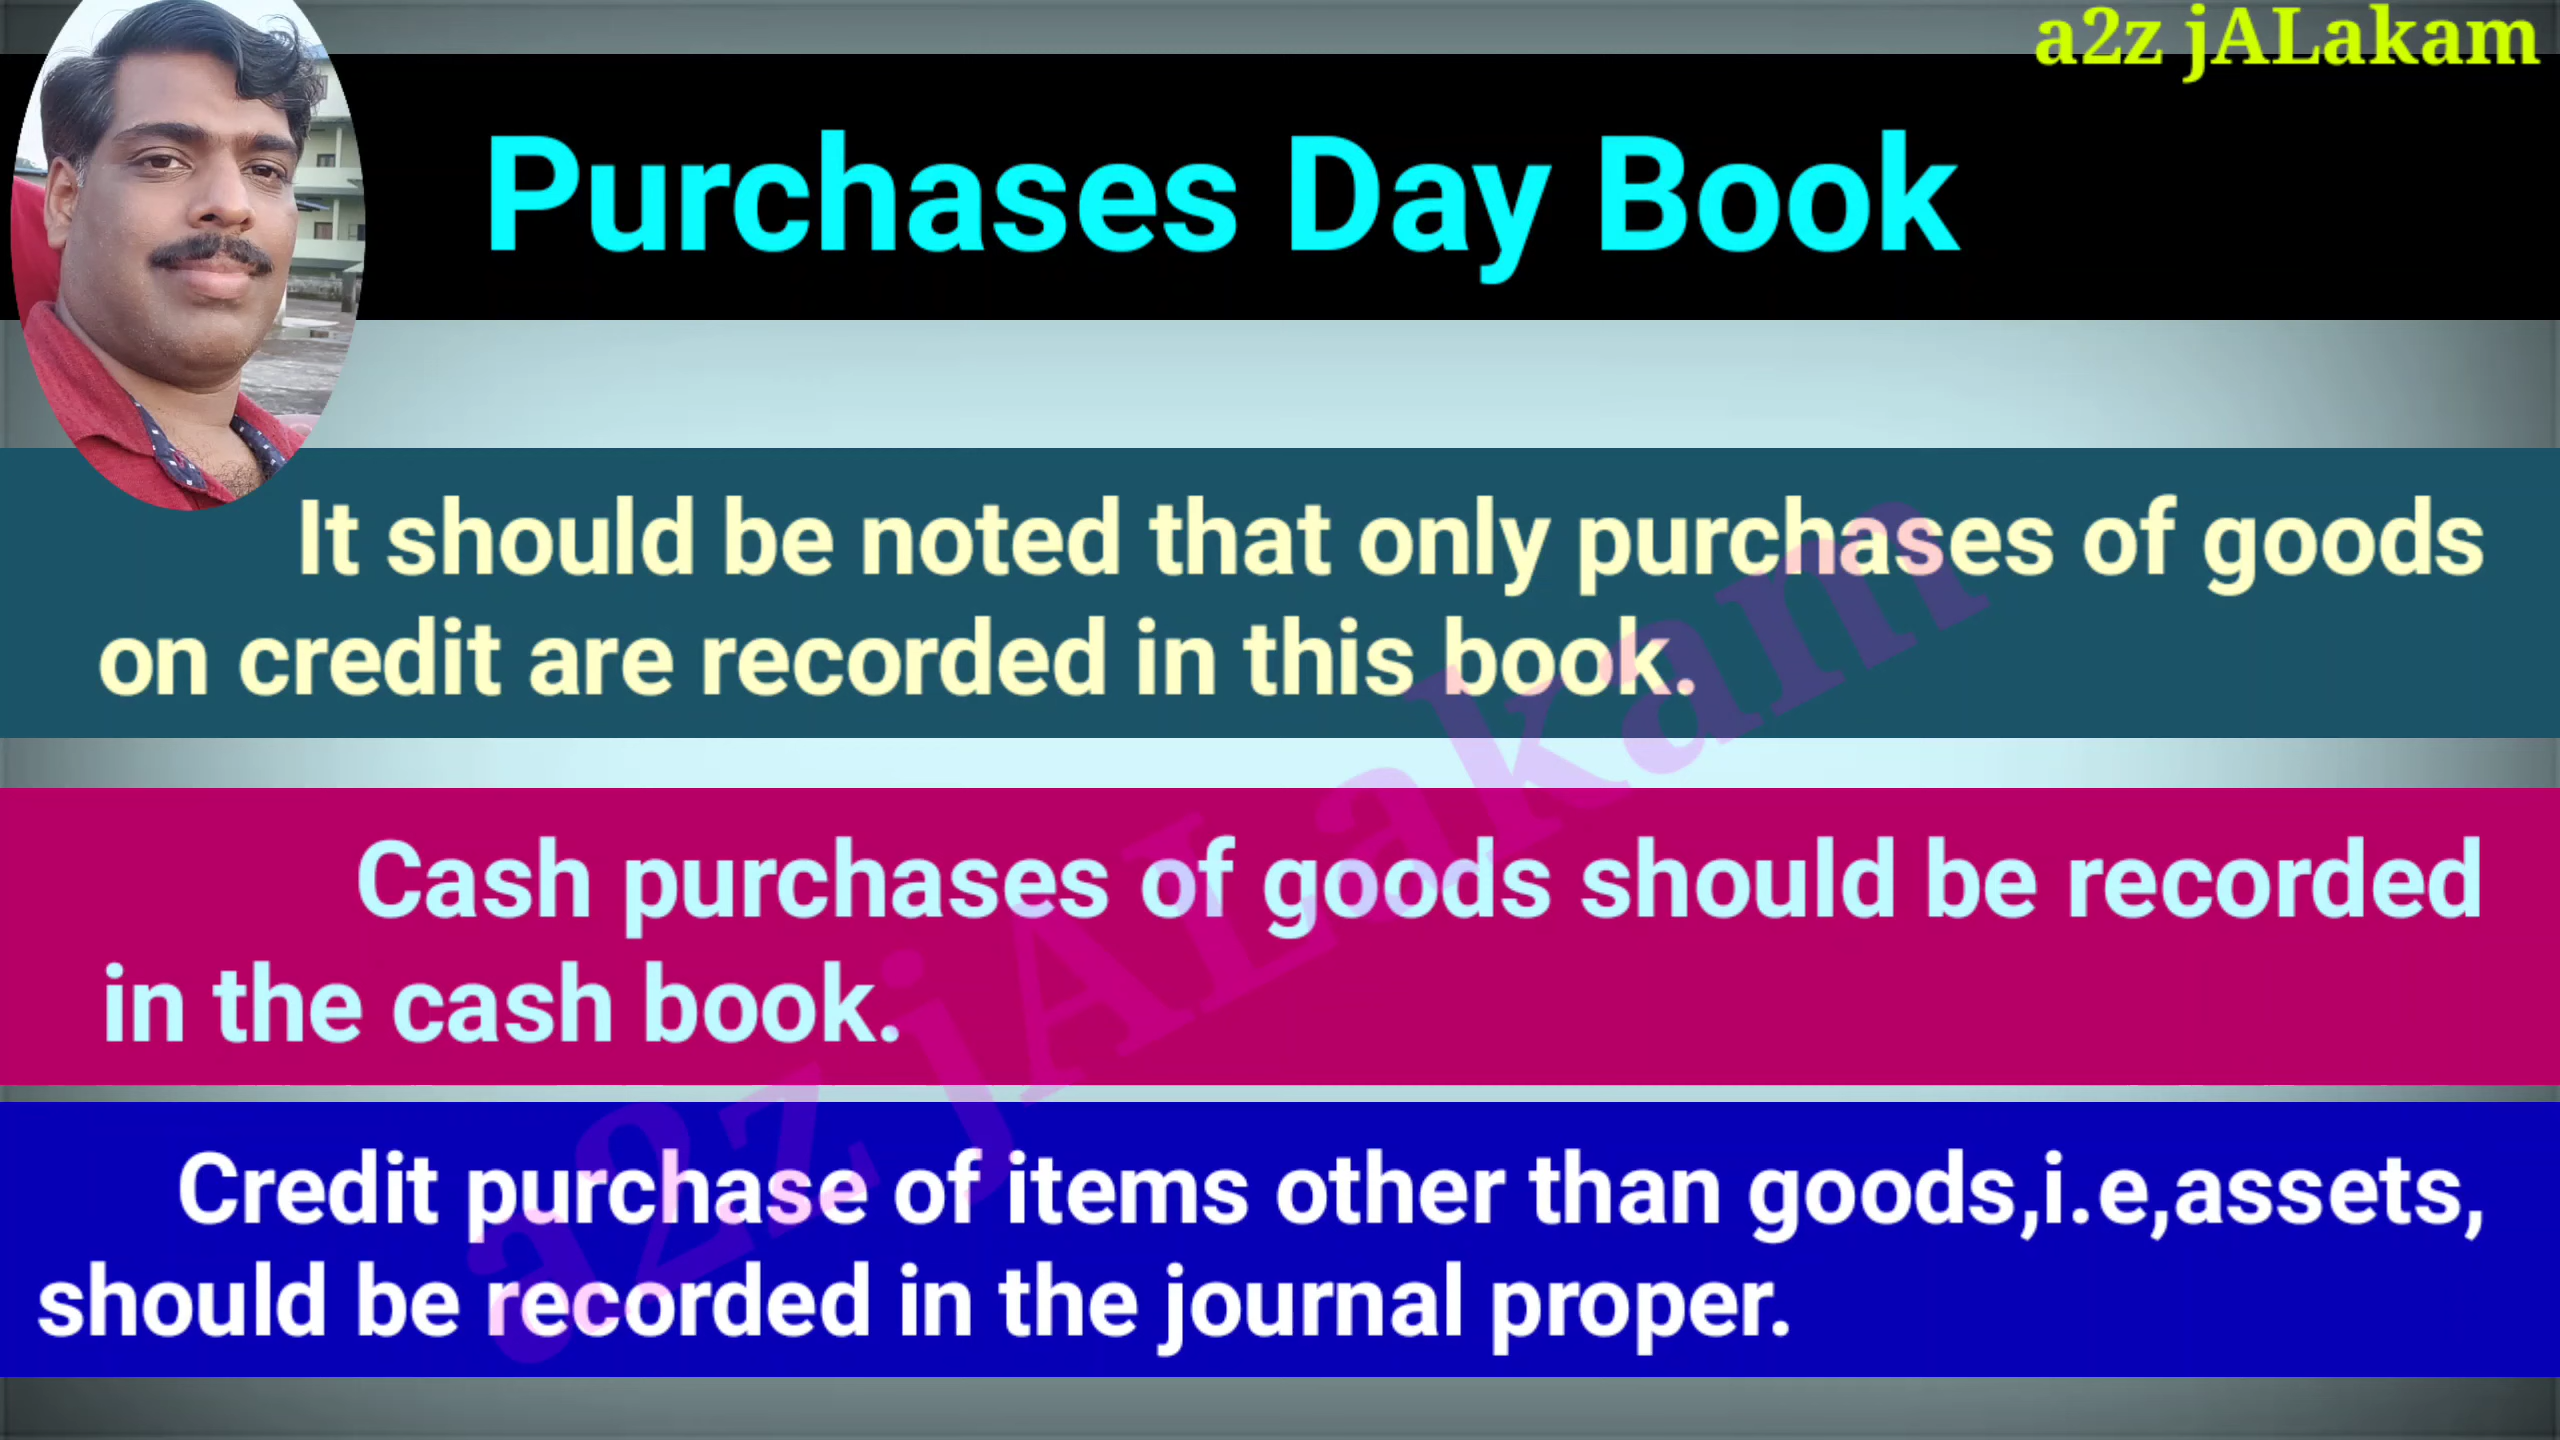 a2z jALakam
Purchases Day Book
It should be noted that only purchases of goods
on credit are recorded in this book.
Cash purchases of goods should be recorded
in the cash book.
Credit purchase of items other than goods,i.e,assets,
should be recorded in the journal proper.
a2z jALakam